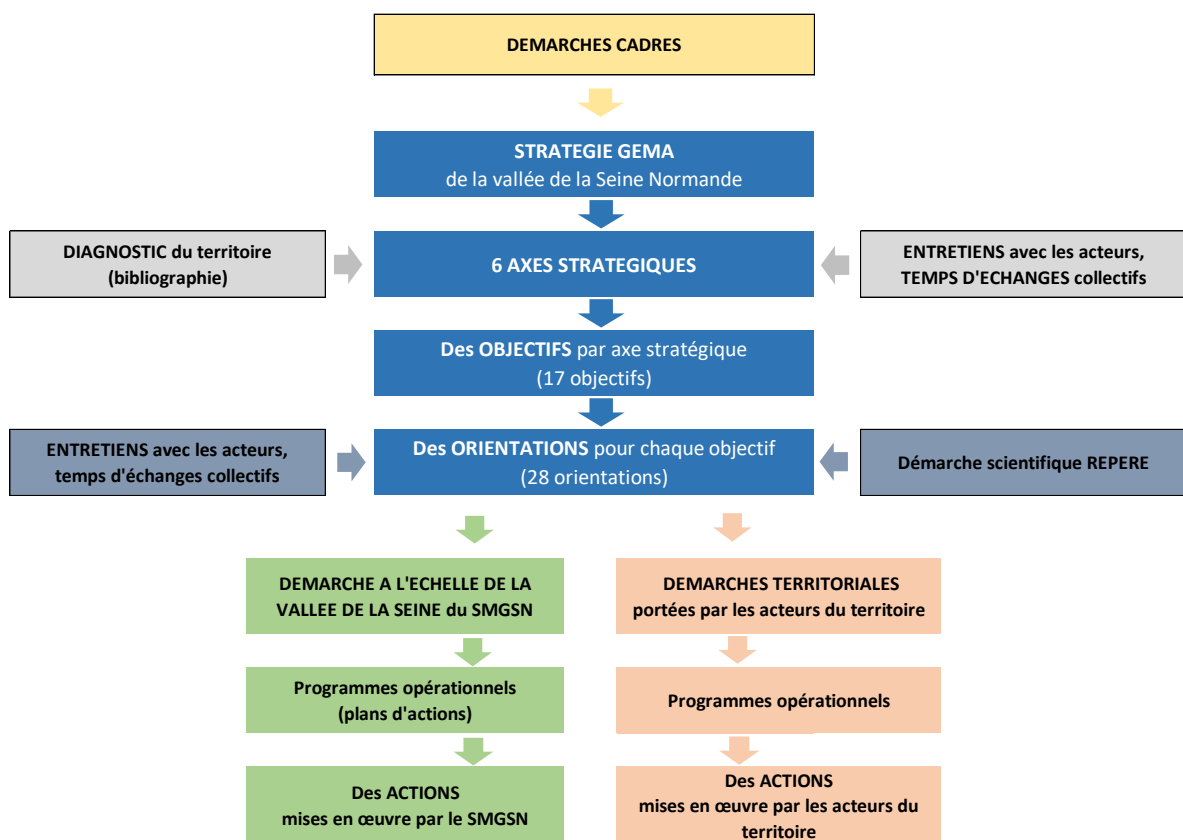 DEMARCHES CADRES
STRATEGIE GEMA
de la vallée de la Seine Normande
DIAGNOSTIC du territoire
(bibliographie)
6 AXES STRATEGIQUES
ENTRETIENS avec les acteurs,
TEMPS D'ECHANGES collectifs
Des OBJECTIFS par axe stratégique
(17 objectifs)
ENTRETIENS avec les acteurs,
temps d'échanges collectifs
Des ORIENTATIONS pour chaque objectif
(28 orientations)
Démarche scientifique REPERE
DEMARCHE A L'ECHELLE DE LA
VALLEE DE LA SEINE du SMGSN
DEMARCHES TERRITORIALES
portées par les acteurs du territoire
Programmes opérationnels
(plans d'actions)
Programmes opérationnels
Des ACTIONS
mises en œuvre par le SMGSN
Des ACTIONS
mises en œuvre par les acteurs du
territoire